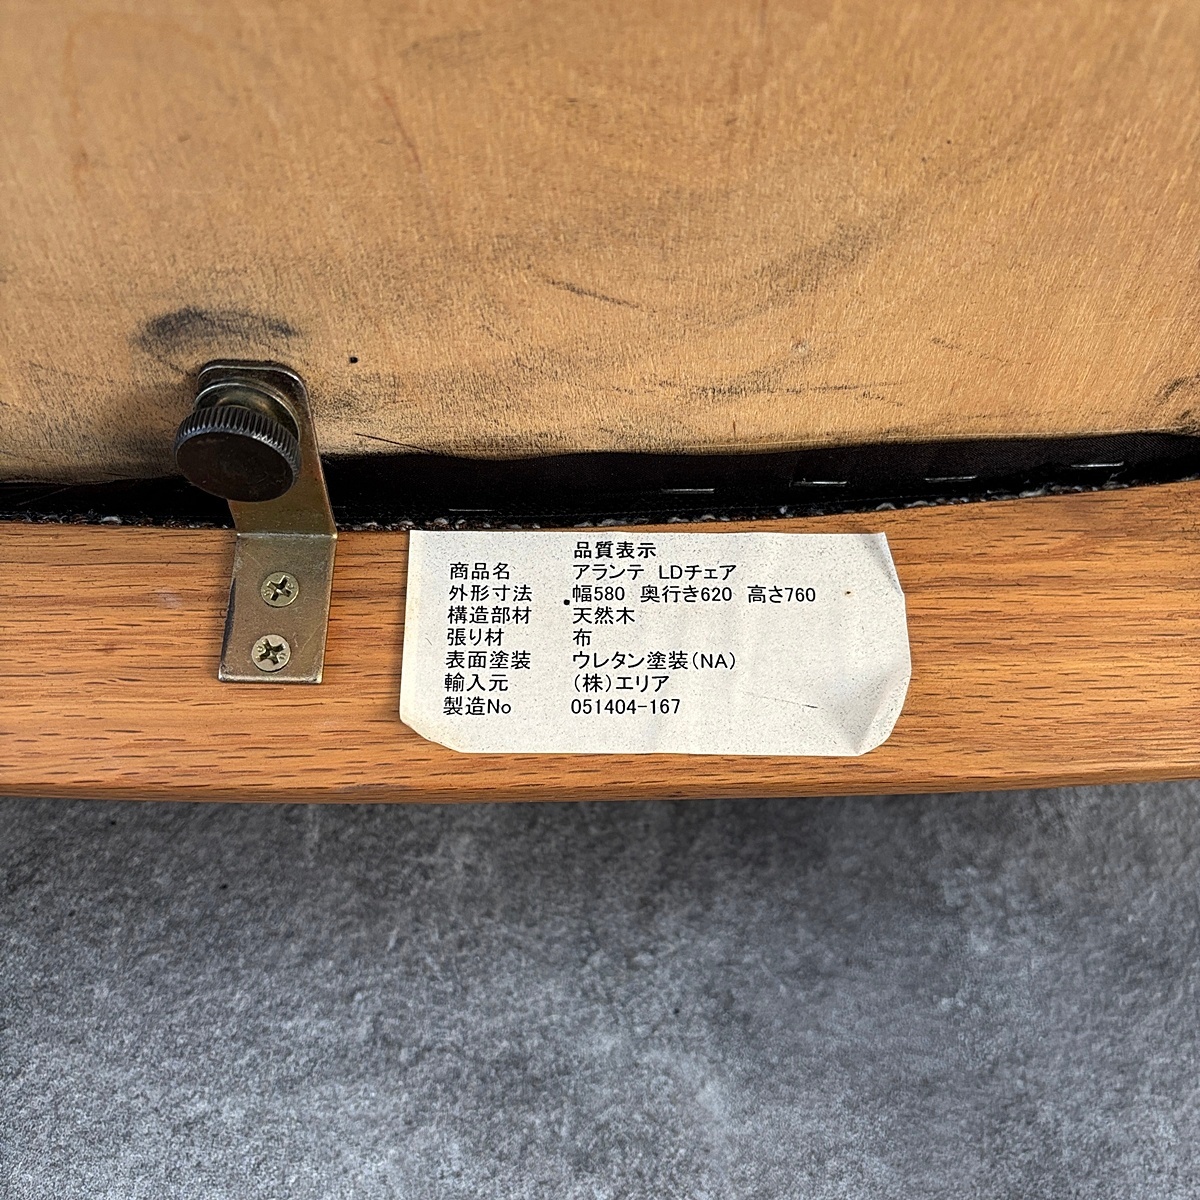 品質表示
商品名 アランテ LDチェア
外形寸法 幅580 奥行き620 高さ760
構造部材 天然木
張り材 布
表面塗装 ウレタン塗装(NA)
輸入元 (株)エリア
製造No 051404-167